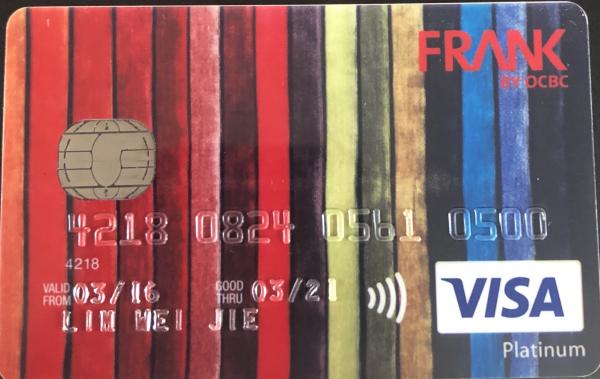 FRANK
BY OCBC
4218 0824 0561 0500
4218
VALID FROM 03/16 GOOD THRU 03/21
LIM WEI JIE
VISA
Platinum